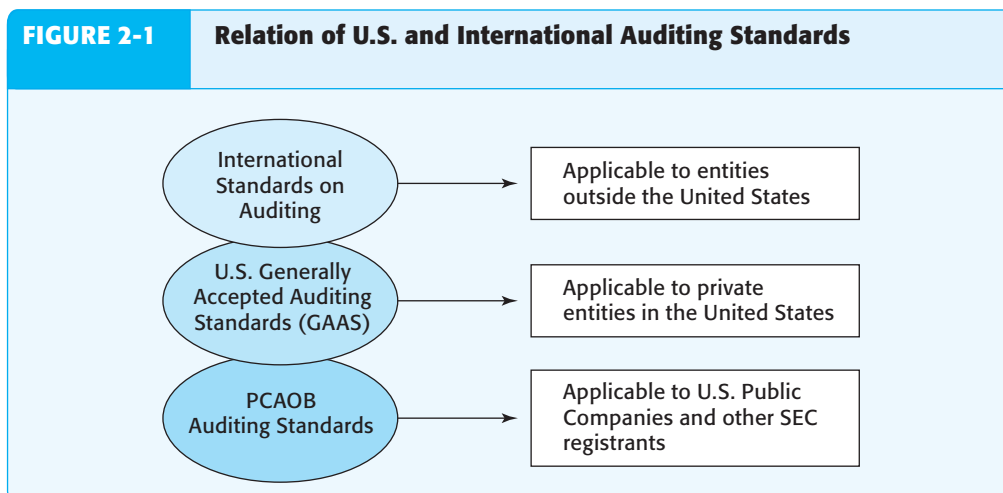 FIGURE 2-1 Relation of U.S. and International Auditing Standards
International
Standards on
Auditing
Applicable to entities
outside the United States
U.S. Generally
Accepted Auditing
Standards (GAAS)
Applicable to private
entities in the United States
PCAOB
Auditing Standards
Applicable to U.S. Public
Companies and other SEC
registrants